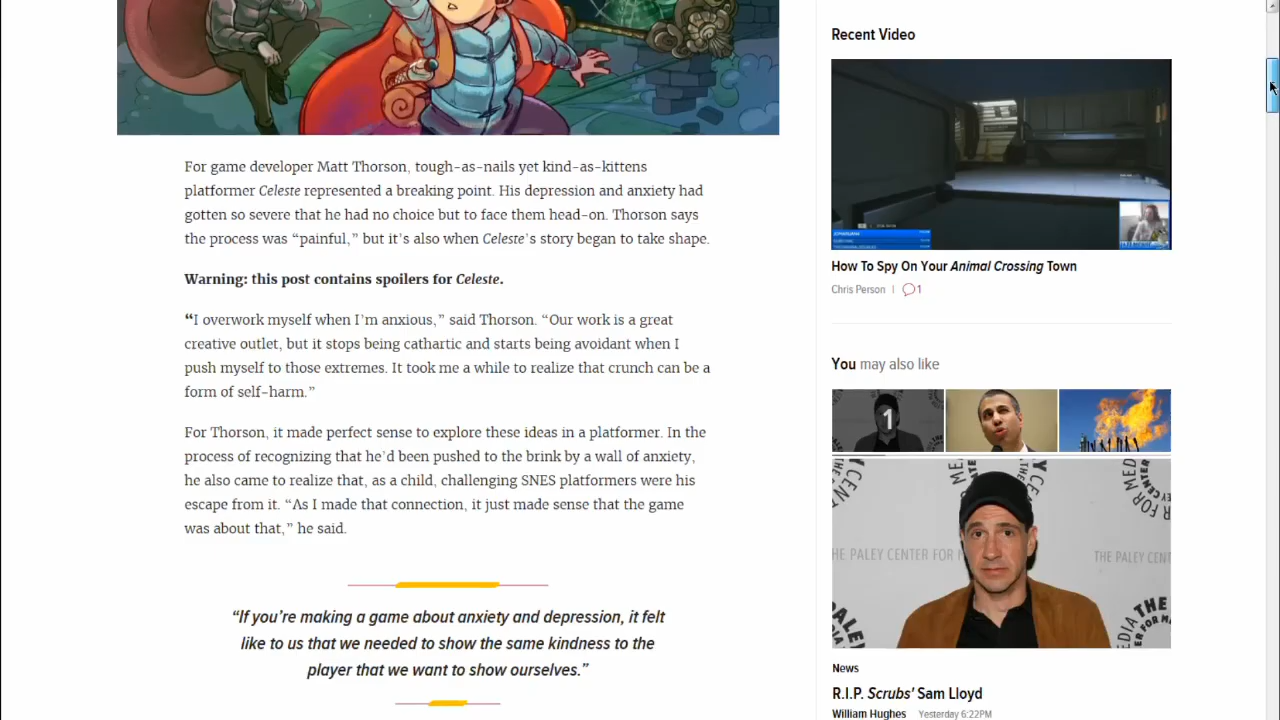 For game developer Matt Thorson, tough-as-nails yet kind-as-kittens
platformer Celeste represented a breaking point. His depression and anxiety had
gotten so severe that he had no choice but to face them head-on. Thorson says
the process was “painful,” but it’s also when Celeste’s story began to take shape.
Warning: this post contains spoilers for Celeste.
“I overwork myself when I’m anxious,” said Thorson. “Our work is a great
creative outlet, but it stops being cathartic and starts being avoidant when I
push myself to those extremes. It took me a while to realize that crunch can be a
form of self-harm.”
For Thorson, it made perfect sense to explore these ideas in a platformer. In the
process of recognizing that he’d been pushed to the brink by a wall of anxiety,
he also came to realize that, as a child, challenging SNES platformers were his
escape from it. “As I made that connection, it just made sense that the game
was about that,” he said.
“If you’re making a game about anxiety and depression, it felt
like to us that we needed to show the same kindness to the
player that we want to show ourselves.”
Recent Video
How To Spy On Your Animal Crossing Town
Chris Person | 1
You may also like
1
THE PALEY CENTER FOR M
THE PALEY CEN
News
R.I.P. Scrubs’ Sam Lloyd
William Hughes Yesterday 6:22PM